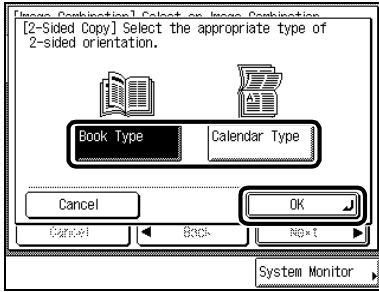 [Image Combination] Select an Image Combination
[2-Sided Copy] Select the appropriate type of
2-sided orientation.
Book Type
Calendar Type
Cancel
OK
Cancel
Back
Next
System Monitor